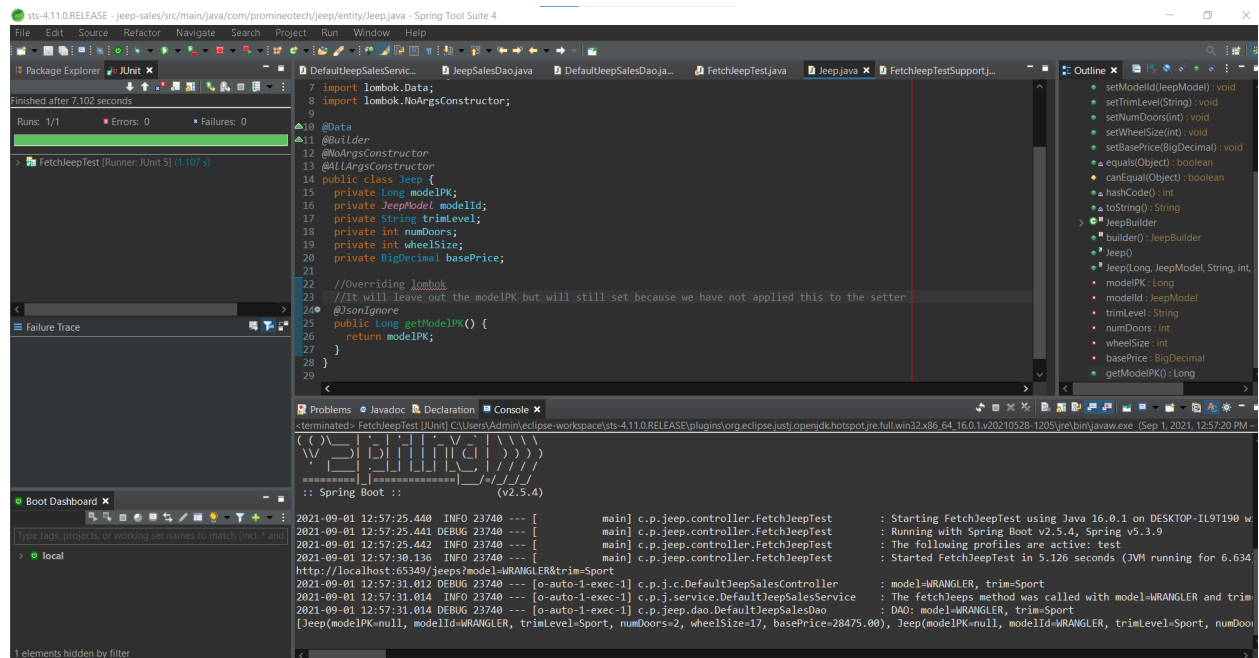 sts-4.11.0.RELEASE - jeep-sales/src/main/java/com/promineotech/jeep/entity/Jeep.java - Spring Tool Suite 4
File Edit Source Refactor Navigate Search Project Run Window Help
Package Explorer JUnit
Finished after 7.102 seconds
Runs: 1/1 Errors: 0 Failures: 0
FetchJeepTest [Runner: JUnit 5] (1.107 s)
Failure Trace
Boot Dashboard
Type tags, projects, or working set names to match (incl. * and
local
1 elements hidden by filter
DefaultJeepSalesServic... JeepSalesDao.java DefaultJeepSalesDao.ja... FetchJeepTest.java Jeep.java FetchJeepTestSupport.j...
7 import lombok.Data;
8 import lombok.NoArgsConstructor;
9
10 @Data
11 @Builder
12 @NoArgsConstructor
13 @AllArgsConstructor
14 public class Jeep {
15 private Long modelPK;
16 private JeepModel modelId;
17 private String trimLevel;
18 private int numDoors;
19 private int wheelSize;
20 private BigDecimal basePrice;
21
22 //Overriding lombok
23 //It will leave out the modelPK but will still set because we have not applied this to the setter
24 @JsonIgnore
25 public Long getModelPK() {
26 return modelPK;
27 }
28 }
29
Outline
setModelId(JeepModel) : void
setTrimLevel(String) : void
setNumDoors(int) : void
setWheelSize(int) : void
setBasePrice(BigDecimal) : void
equals(Object) : boolean
canEqual(Object) : boolean
hashCode() : int
toString() : String
JeepBuilder
builder() : JeepBuilder
Jeep()
Jeep(Long, JeepModel, String, int,
modelPK : Long
modelId : JeepModel
trimLevel : String
numDoors : int
wheelSize : int
basePrice : BigDecimal
getModelPK() : Long
Problems Javadoc Declaration Console
<terminated> FetchJeepTest [JUnit] C:\Users\Admin\eclipse-workspace\sts-4.11.0.RELEASE\plugins\org.eclipse.justj.openjdk.hotspot.jre.full.win32.x86_64_16.0.1.v20210528-1205\jre\bin\javaw.exe (Sep 1, 2021, 12:57:20 PM –
:: Spring Boot :: (v2.5.4)
2021-09-01 12:57:25.440 INFO 23740 --- [ main] c.p.jeep.controller.FetchJeepTest : Starting FetchJeepTest using Java 16.0.1 on DESKTOP-IL9T190 w
2021-09-01 12:57:25.441 DEBUG 23740 --- [ main] c.p.jeep.controller.FetchJeepTest : Running with Spring Boot v2.5.4, Spring v5.3.9
2021-09-01 12:57:25.442 INFO 23740 --- [ main] c.p.jeep.controller.FetchJeepTest : The following profiles are active: test
2021-09-01 12:57:30.136 INFO 23740 --- [ main] c.p.jeep.controller.FetchJeepTest : Started FetchJeepTest in 5.126 seconds (JVM running for 6.634
http://localhost:65349/jeeps?model=WRANGLER&trim=Sport
2021-09-01 12:57:31.012 DEBUG 23740 --- [o-auto-1-exec-1] c.p.j.c.DefaultJeepSalesController : model=WRANGLER, trim=Sport
2021-09-01 12:57:31.014 INFO 23740 --- [o-auto-1-exec-1] c.p.j.service.DefaultJeepSalesService : The fetchJeeps method was called with model=WRANGLER and trim
2021-09-01 12:57:31.014 DEBUG 23740 --- [o-auto-1-exec-1] c.p.jeep.dao.DefaultJeepSalesDao : DAO: model=WRANGLER, trim=Sport
[Jeep(modelPK=null, modelId=WRANGLER, trimLevel=Sport, numDoors=2, wheelSize=17, basePrice=28475.00), Jeep(modelPK=null, modelId=WRANGLER, trimLevel=Sport, numDoo